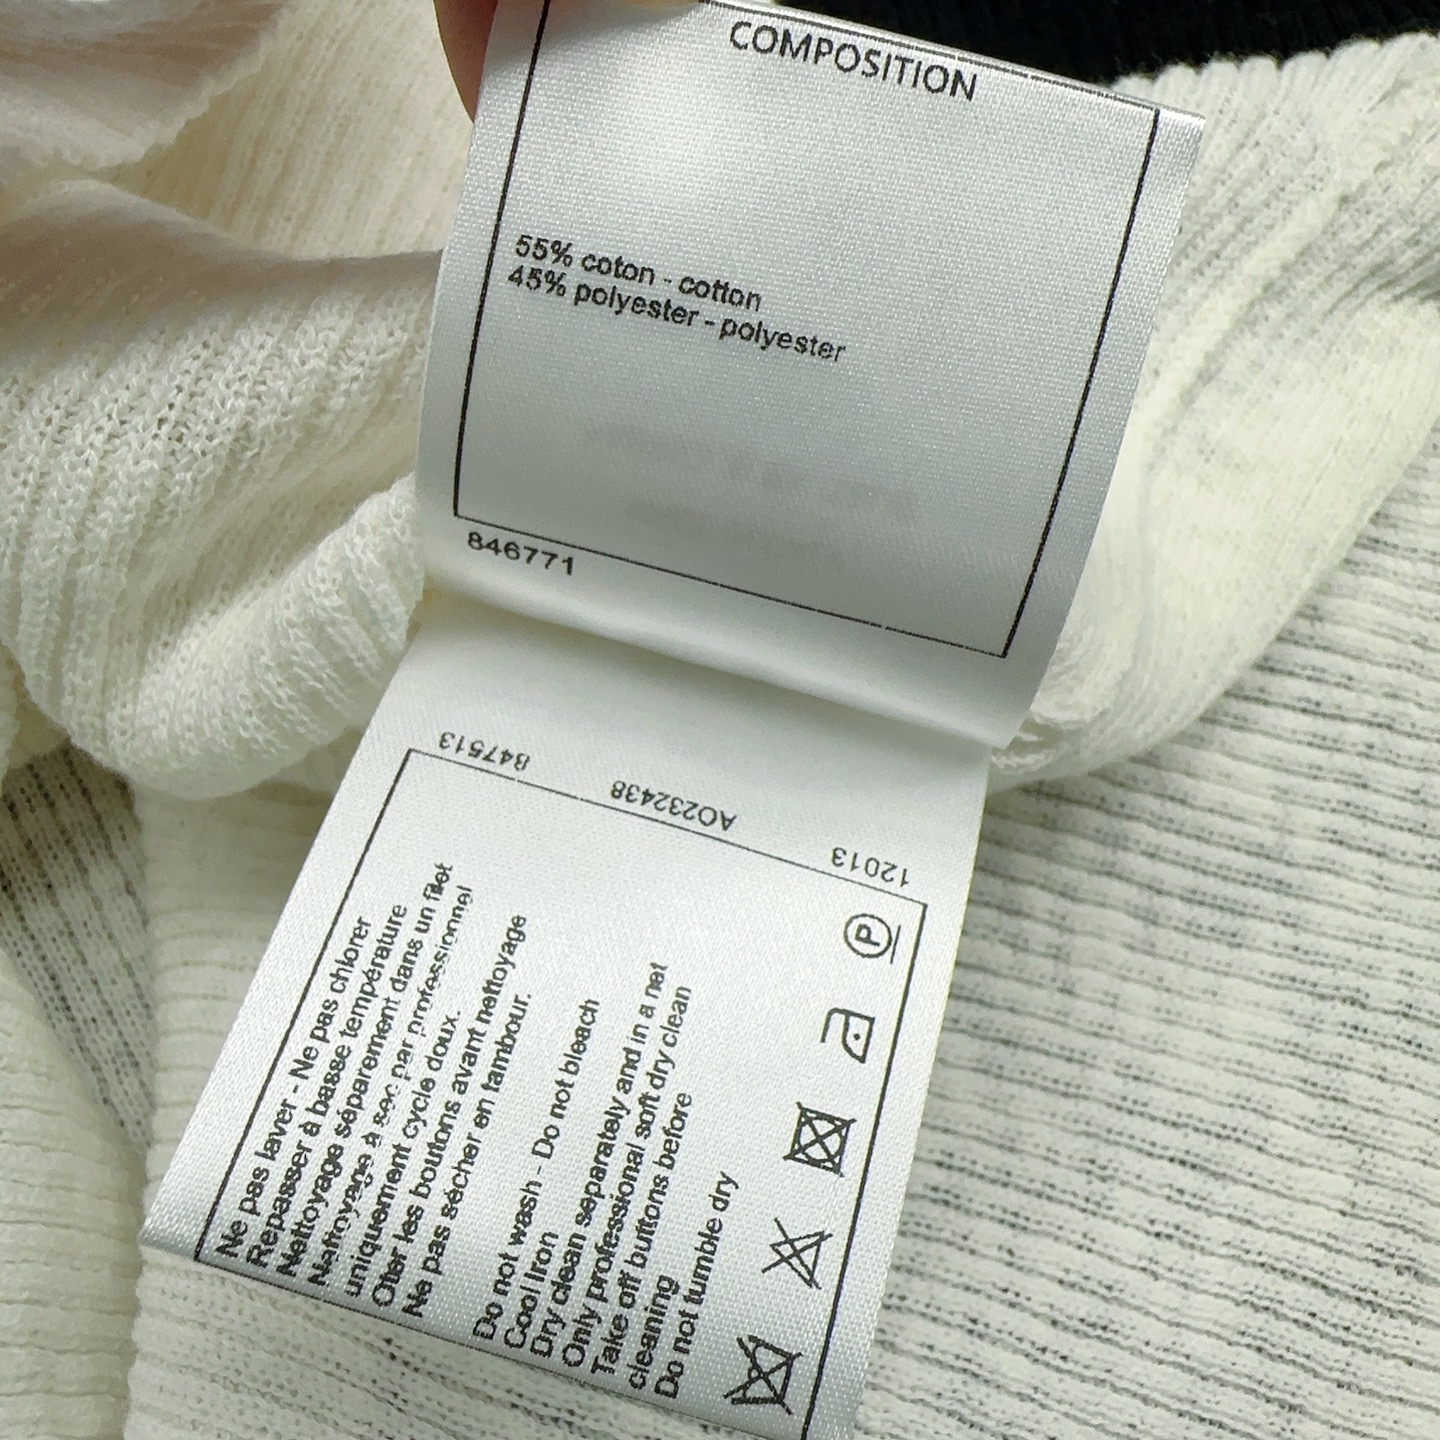 COMPOSITION
55% coton - cotton
45% polyester - polyester
846771
847513
AO232438
12013
Ne pas laver - Ne pas chlorer
Repasser à basse température
Nettoyage séparement dans un filet
Nettoyage à sec par professionnel
uniquement cycle doux.
Oter les boutons avant nettoyage
Ne pas sécher en tambour.
Do not wash - Do not bleach
Cool Iron
Dry clean separately and in a net
Only professional soft dry clean
Take off buttons before
cleaning
Do not tumble dry
P